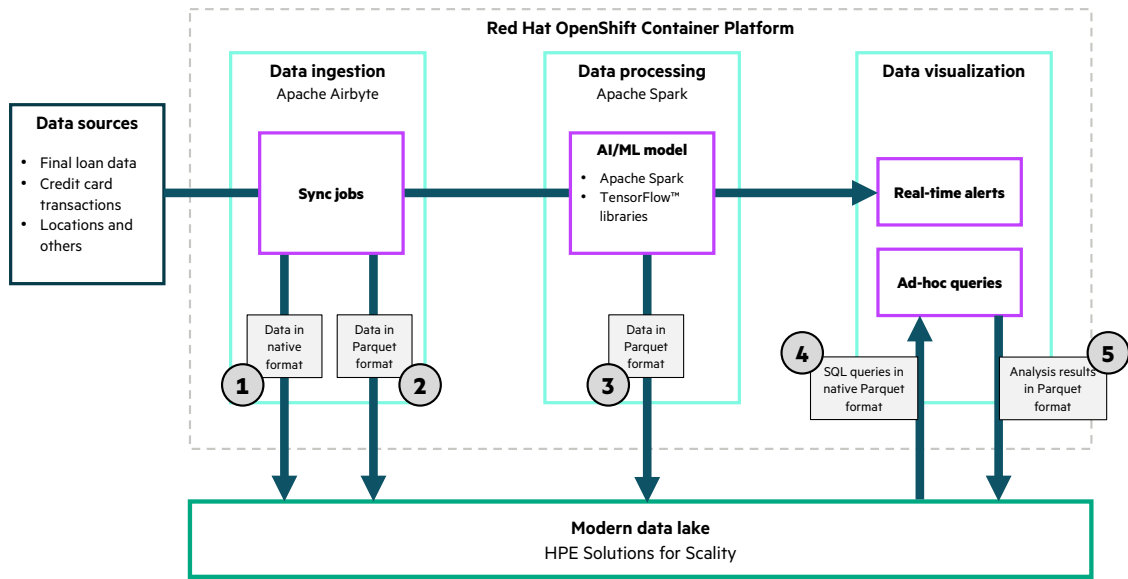 Red Hat OpenShift Container Platform
Data sources
• Final loan data
• Credit card
transactions
• Locations and
others
Data ingestion
Apache Airbyte
Sync jobs
Data in
native
format
1
Data in
Parquet
format
2
Data processing
Apache Spark
AI/ML model
• Apache Spark
• TensorFlow™
libraries
Data in
Parquet
format
3
Data visualization
Real-time alerts
Ad-hoc queries
4
SQL queries in
native Parquet
format
5
Analysis results
in Parquet
format
Modern data lake
HPE Solutions for Scality